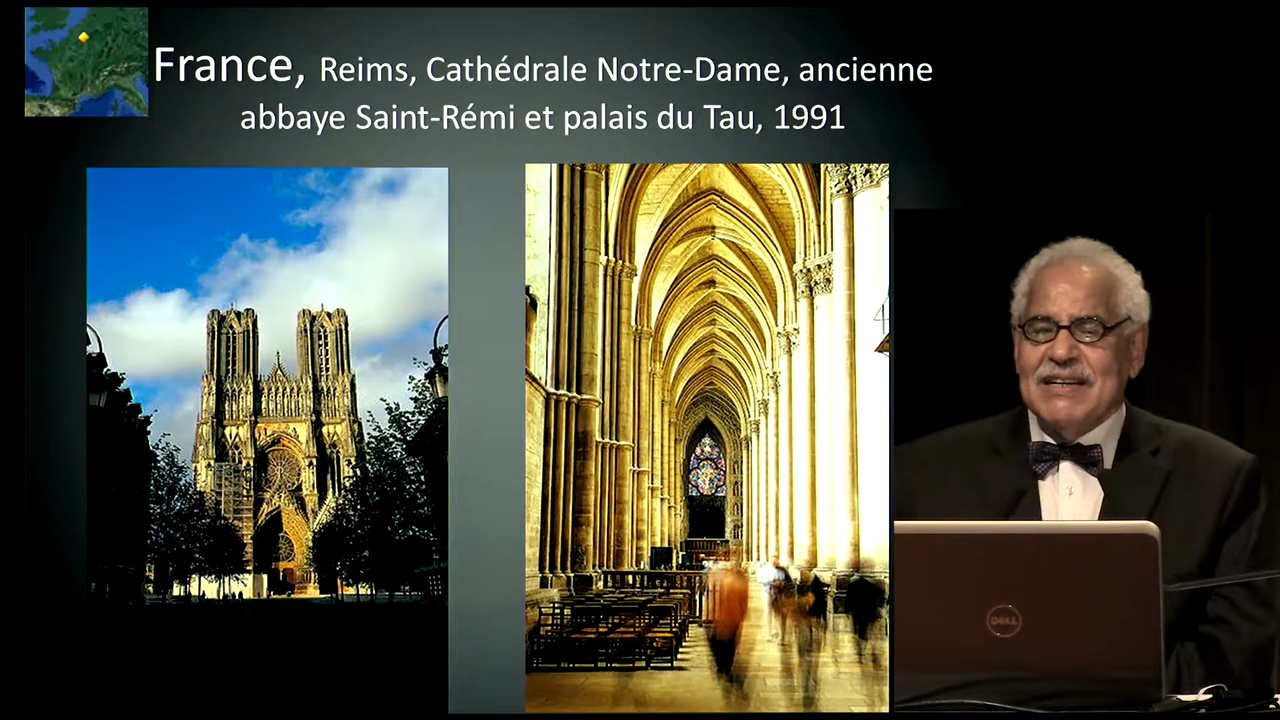 France, Reims, Cathédrale Notre-Dame, ancienne
abbaye Saint-Rémi et palais du Tau, 1991
DELL